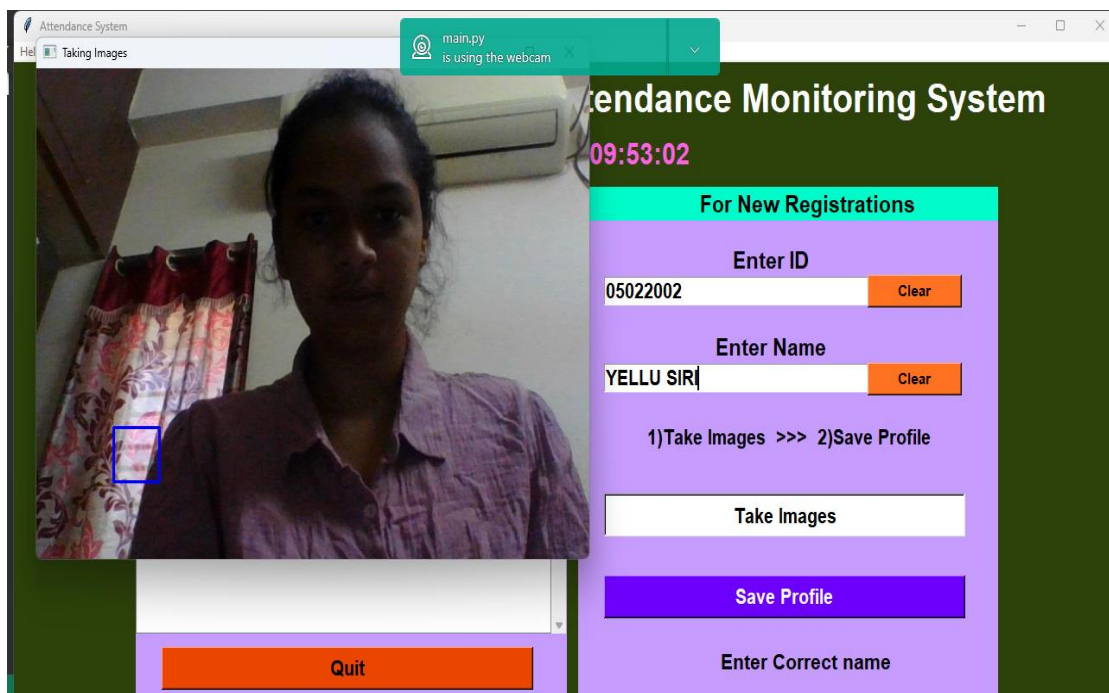 Attendance System
Hel
Taking Images
main.py
is using the webcam
tendance Monitoring System
09:53:02
For New Registrations
Enter ID
05022002
Clear
Enter Name
YELLU SIRI
Clear
1)Take Images >>> 2)Save Profile
Take Images
Save Profile
Quit
Enter Correct name